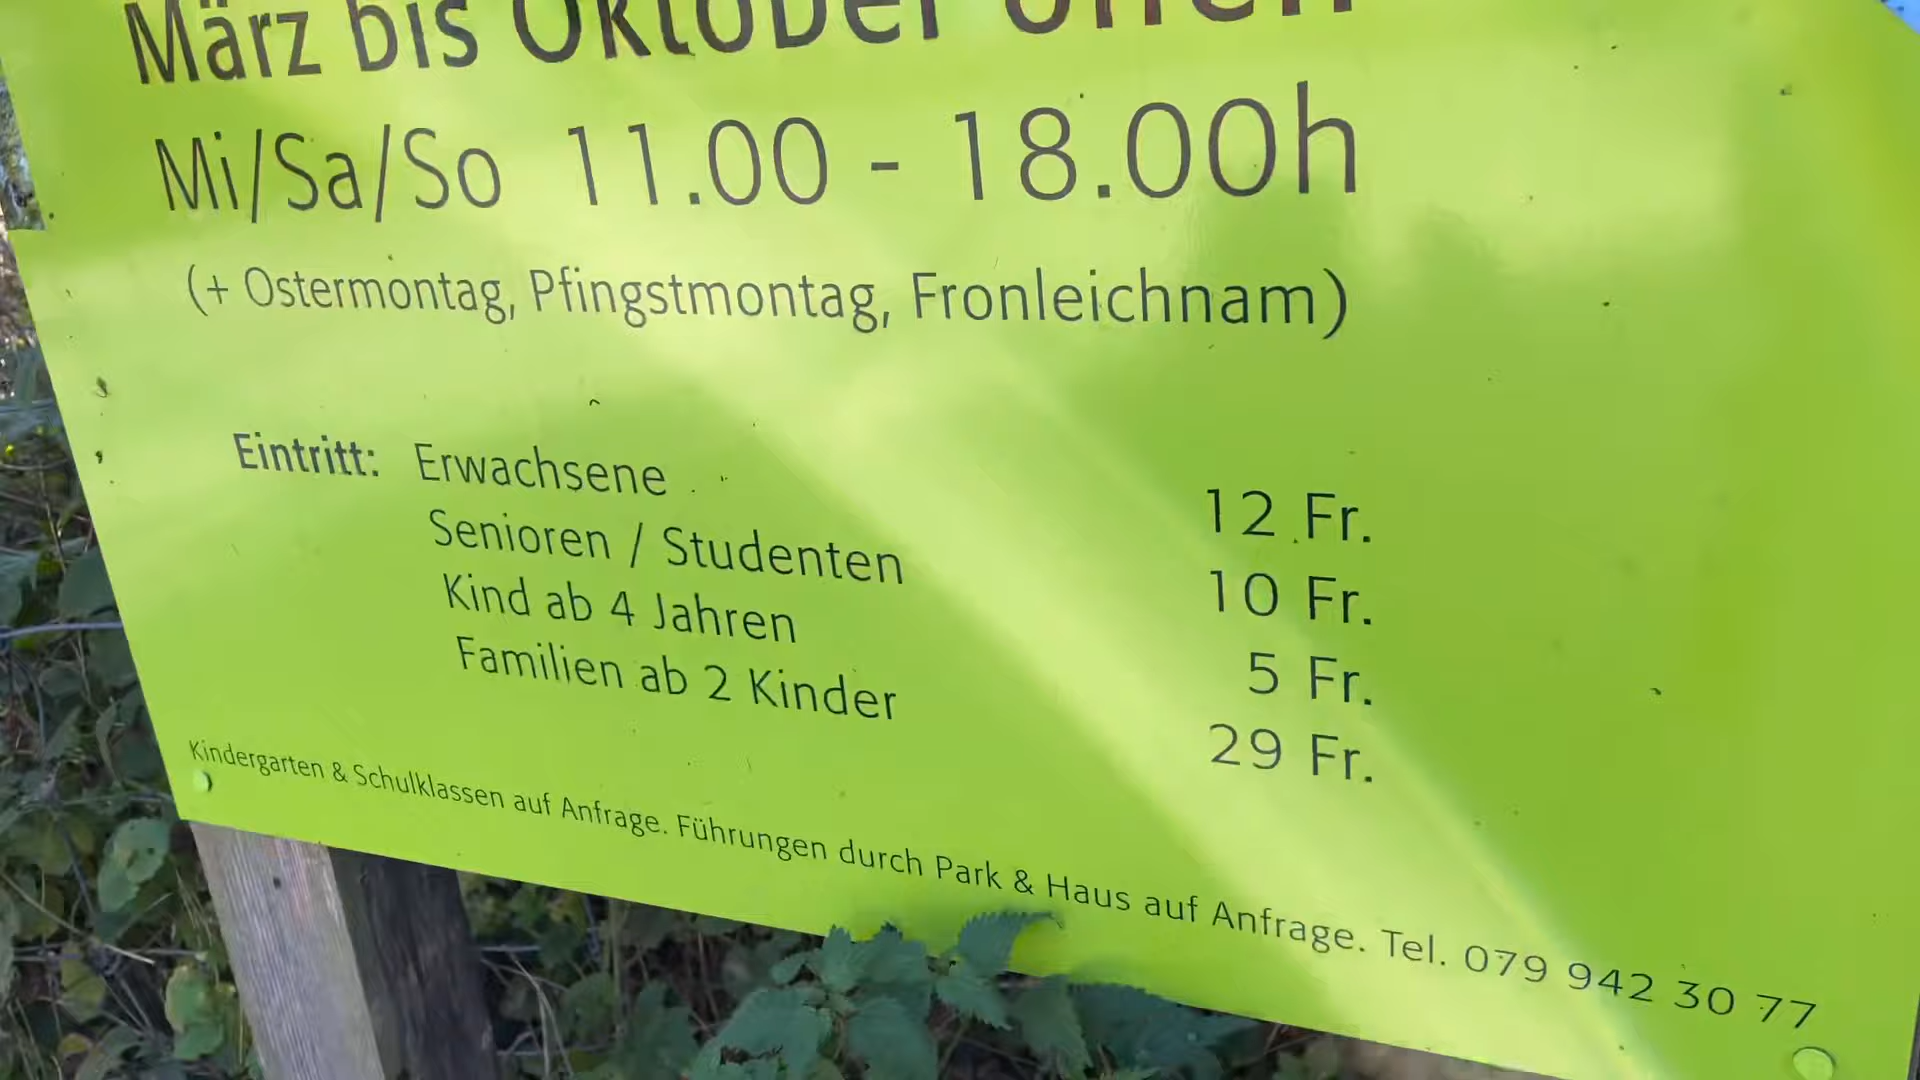 März bis Oktober offen
Mi/Sa/So 11.00 - 18.00h
(+ Ostermontag, Pfingstmontag, Fronleichnam)
Eintritt: Erwachsene 12 Fr.
Senioren / Studenten 10 Fr.
Kind ab 4 Jahren 5 Fr.
Familien ab 2 Kinder 29 Fr.
Kindergarten & Schulklassen auf Anfrage. Führungen durch Park & Haus auf Anfrage. Tel. 079 942 30 77